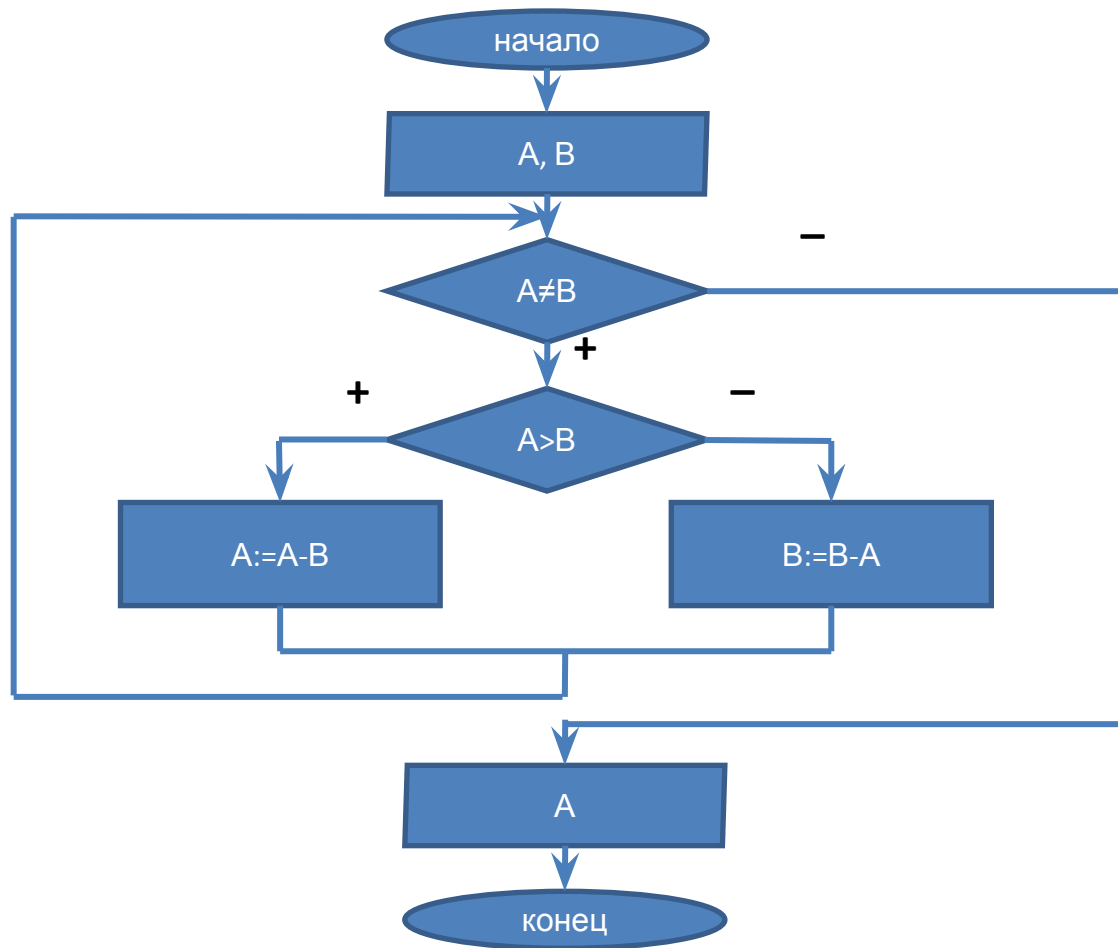 начало
A, B
A≠B
–
+
A>B
+
–
A:=A-B
B:=B-A
A
конец